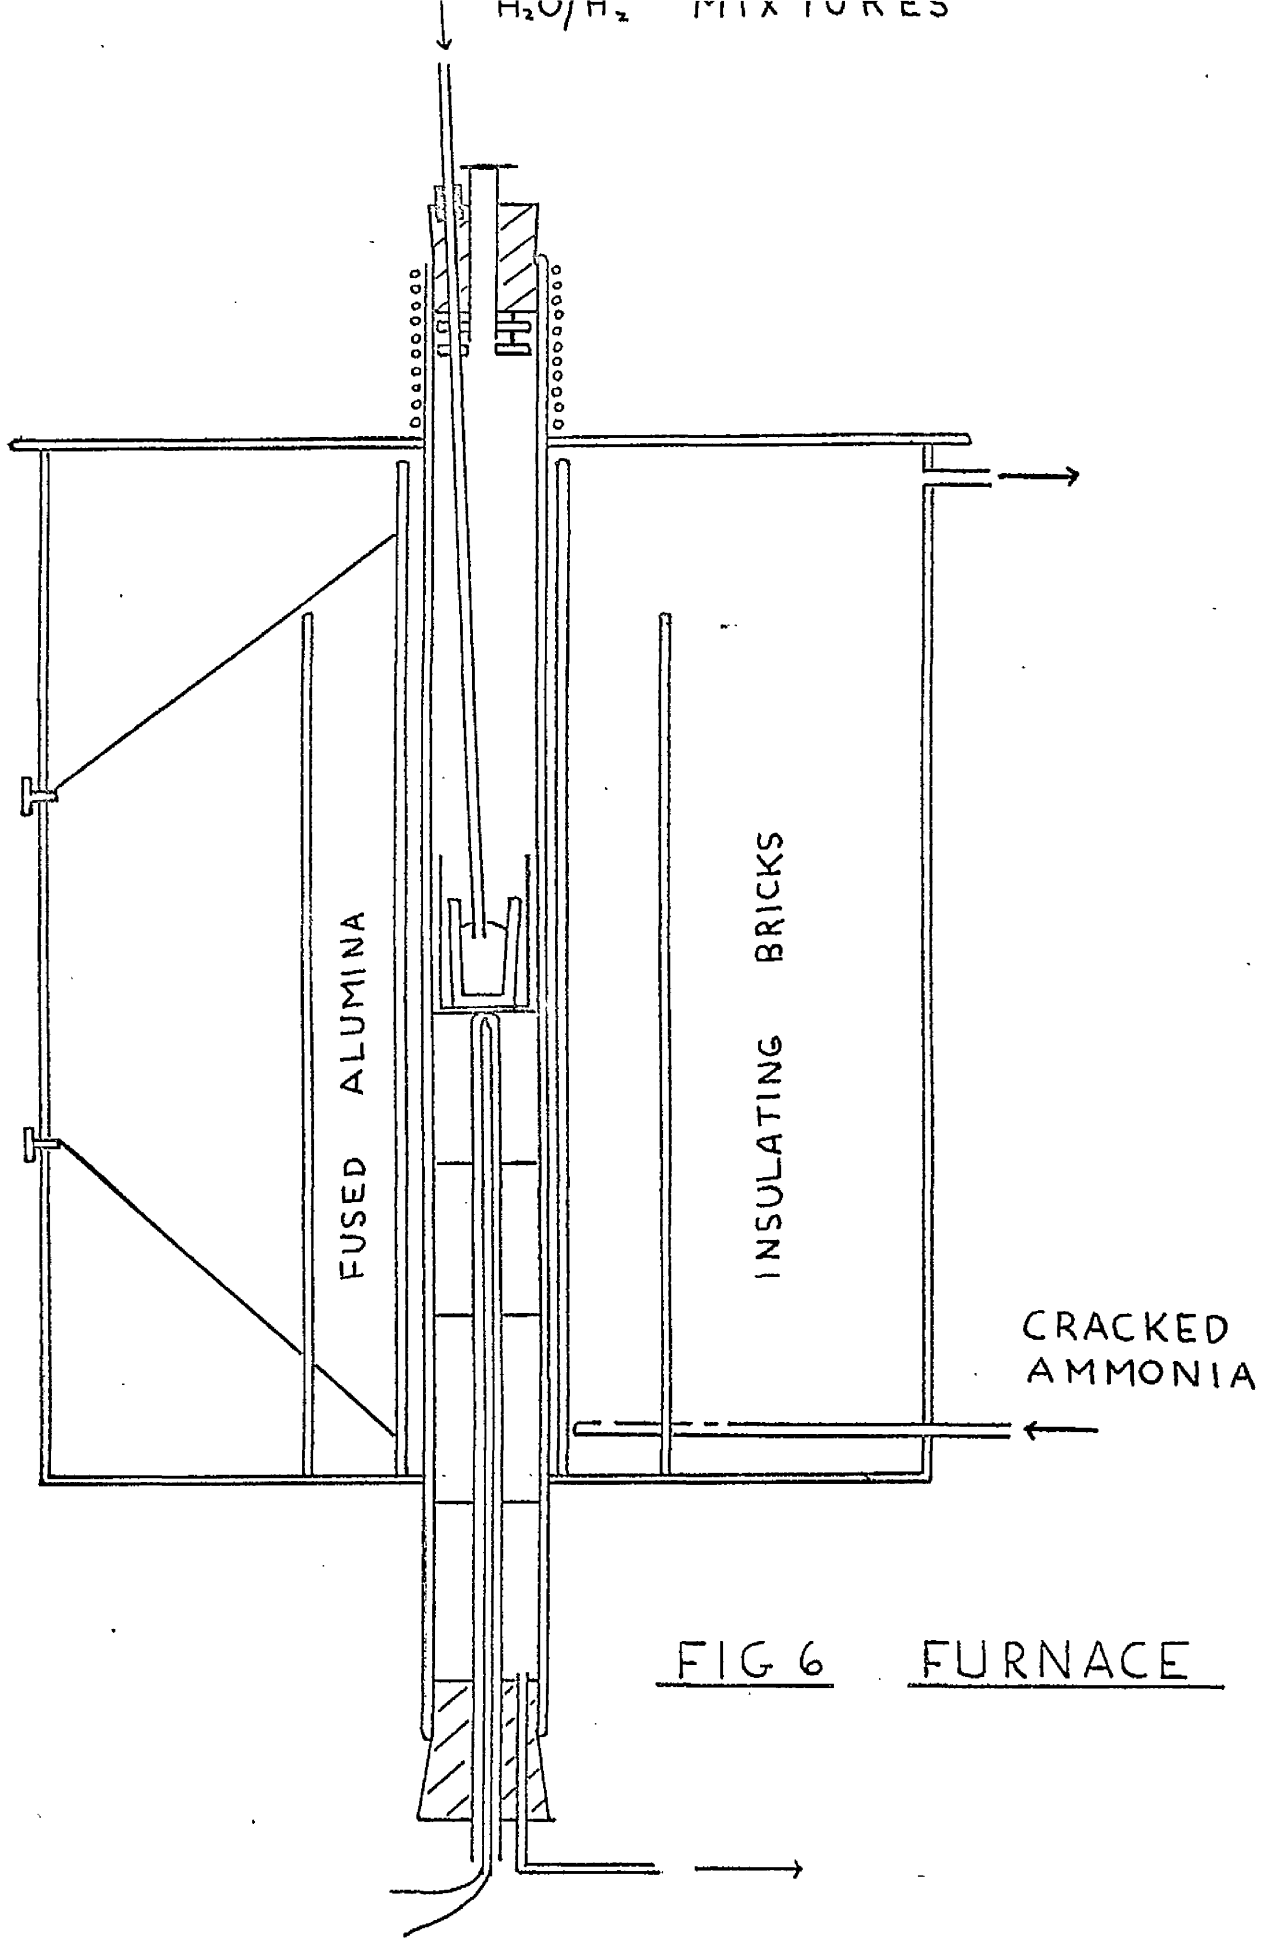 H₂O/H₂ MIXTURES
FUSED ALUMINA
INSULATING BRICKS
CRACKED
AMMONIA
FIG 6 FURNACE